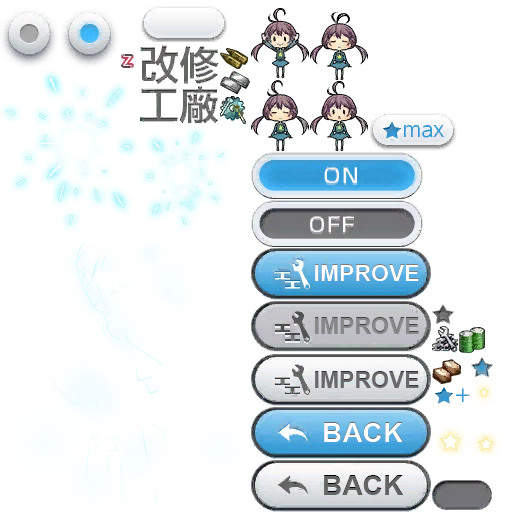 z 改修
工廠
★max
ON
OFF
IMPROVE
IMPROVE
IMPROVE
★+
BACK
BACK